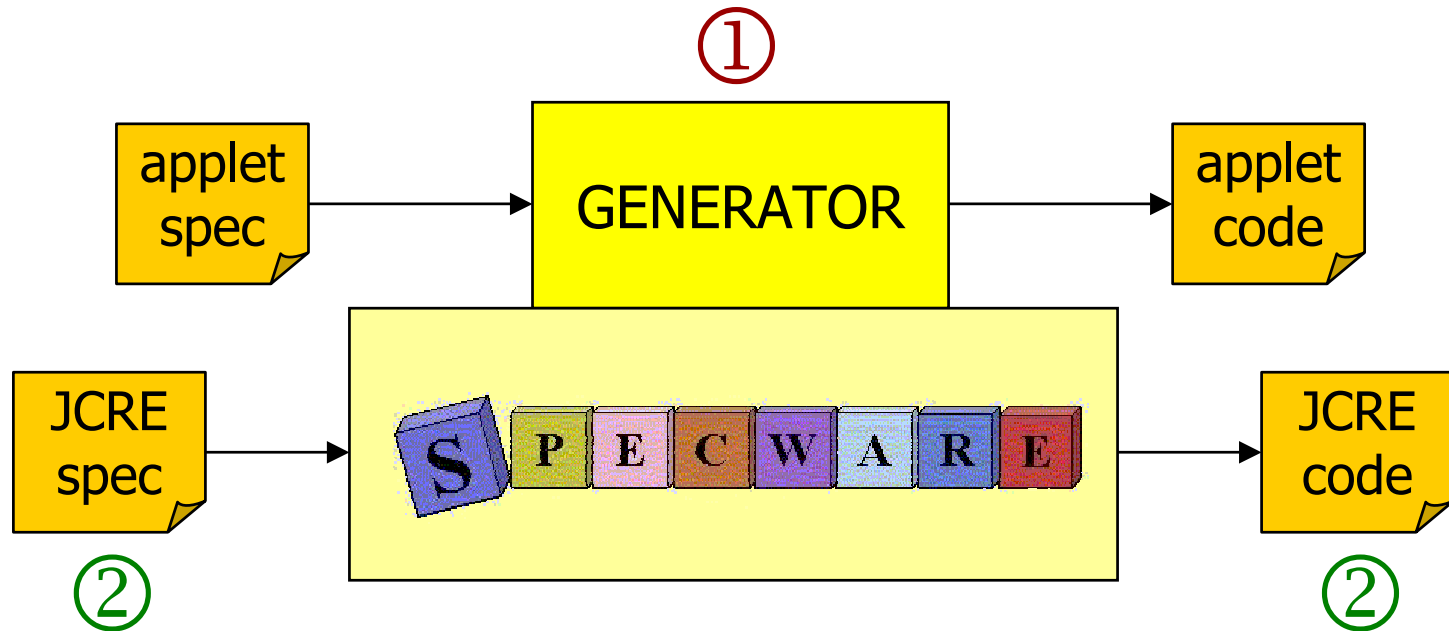 ①
applet
spec
GENERATOR
applet
code
JCRE
spec
SPECWARE
JCRE
code
②
②